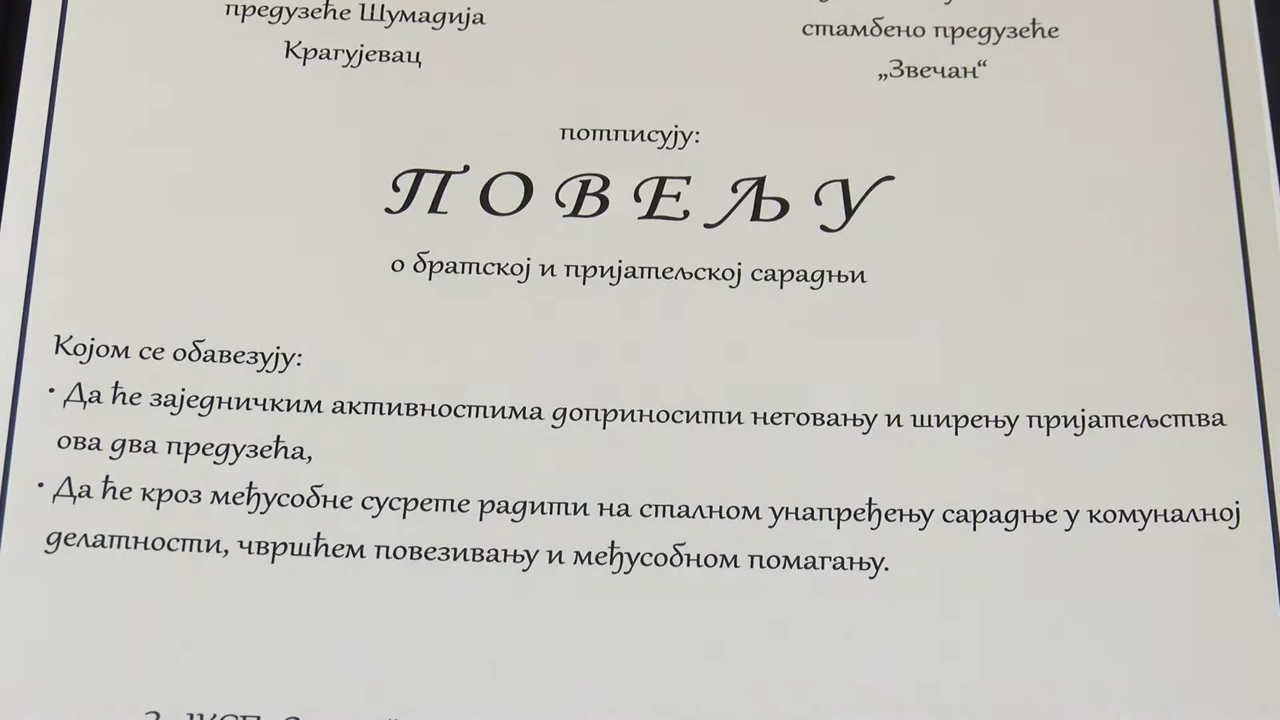 предузеће Шумадија
Крагујевац
стамбено предузеће
„Звечан“
потписују:
ПОВЕЉУ
о братској и пријатељској сарадњи
Којом се обавезују:
• Да ће заједничким активностима доприносити неговању и ширењу пријатељства
ова два предузећа,
• Да ће кроз међусобне сусрете радити на сталном унапређењу сарадње у комуналној
делатности, чвршћем повезивању и међусобном помагању.